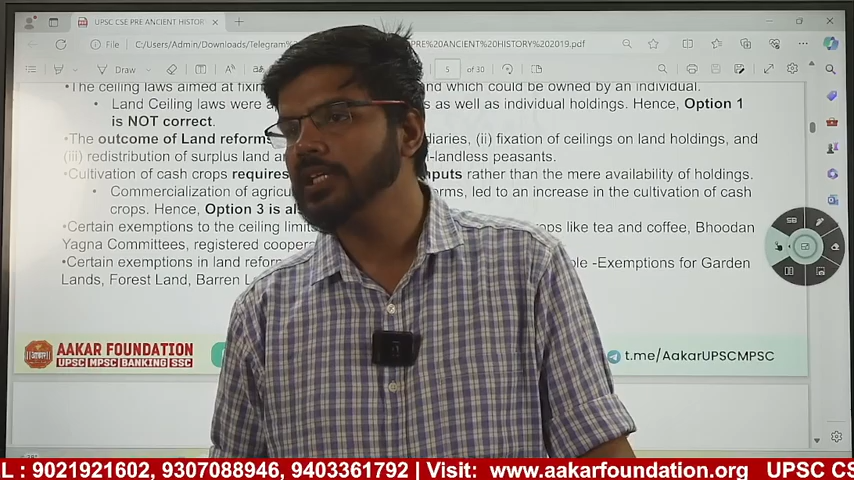 UPSC CSE PRE ANCIENT HISTOR
File
C:/Users/Admin/Downloads/Telegram
PRE%20ANCIENT%20HISTORY%202019.pdf
Draw
5 of 30
•The ceiling laws aimed at fixin and which could be owned by an individual.
• Land Ceiling laws were a s as well as individual holdings. Hence, Option 1
is NOT correct.
•The outcome of Land reforms diaries, (ii) fixation of ceilings on land holdings, and
(iii) redistribution of surplus land a -landless peasants.
•Cultivation of cash crops requires puts rather than the mere availability of holdings.
• Commercialization of agricu rms, led to an increase in the cultivation of cash
crops. Hence, Option 3 is al
•Certain exemptions to the ceiling limits ops like tea and coffee, Bhoodan
Yagna Committees, registered coopera
•Certain exemptions in land reform ple -Exemptions for Garden
Lands, Forest Land, Barren L
SB
आकार
AAKAR FOUNDATION
UPSC MPSC BANKING SSC
t.me/AakarUPSCMPSC
L : 9021921602, 9307088946, 9403361792 | Visit: www.aakarfoundation.org UPSC CS